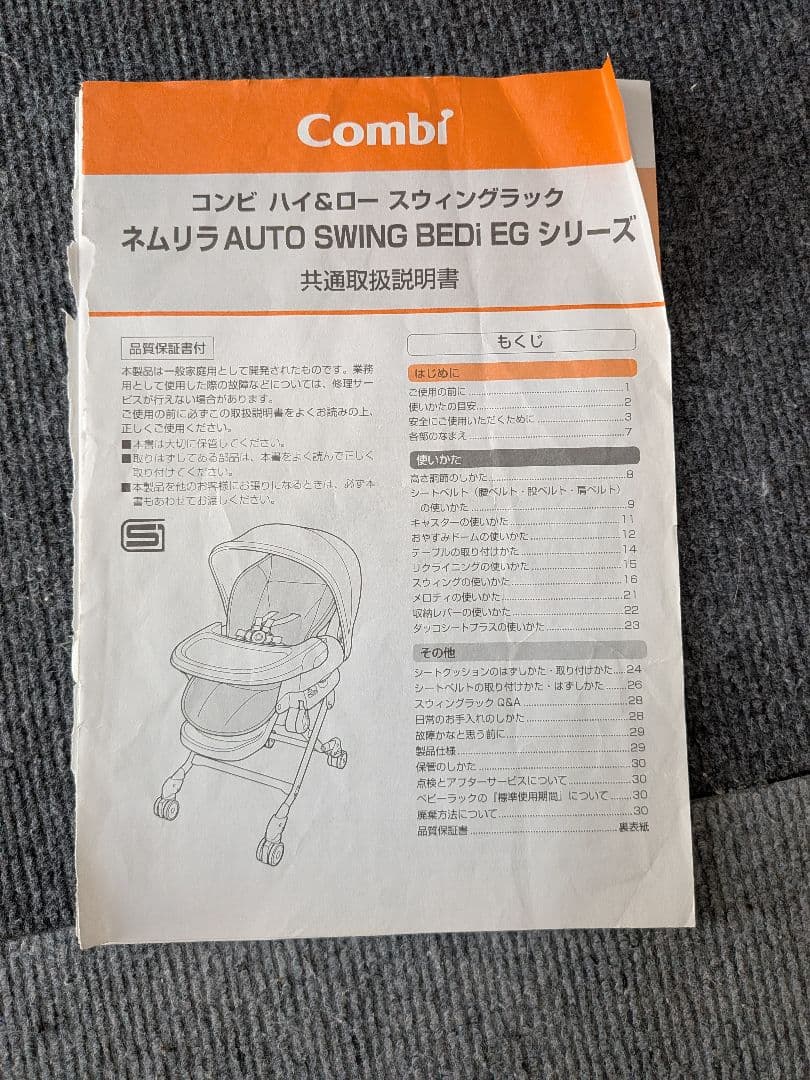 Combi
コンビ ハイ&ロー スウィングラック
ネムリラ AUTO SWING BEDi EG シリーズ
共通取扱説明書
品質保証書付
本製品は一般家庭用として開発されたものです。業務
用として使用した際の故障などについては、修理サー
ビスが行えない場合があります。
ご使用の前に必ずこの取扱説明書をよくお読みの上、
正しくご使用ください。
■本書は大切に保管してください。
■取りはずしてある部品は、本書をよく読んで正しく
取り付けてください。
■本製品を他のお客様にお譲りになるときは、必ず本
書もあわせてお渡しください。
もくじ
はじめに
ご使用の前に 1
使いかたの目安 2
安全にご使用いただくために 3
各部のなまえ 7
使いかた
高さ調節のしかた 8
シートベルト(腰ベルト・股ベルト・肩ベルト)
の使いかた 9
キャスターの使いかた 11
おやすみドームの使いかた 12
テーブルの取り付けかた 14
リクライニングの使いかた 15
スウィングの使いかた 16
メロディの使いかた 21
収納レバーの使いかた 22
ダッコシートプラスの使いかた 23
その他
シートクッションのはずしかた・取り付けかた 24
シートベルトの取り付けかた・はずしかた 26
スウィングラック Q&A 28
日常のお手入れのしかた 28
故障かなと思う前に 29
製品仕様 29
保管のしかた 30
点検とアフターサービスについて 30
ベビーラックの「標準使用期間」について 30
廃棄方法について 30
品質保証書 裏表紙